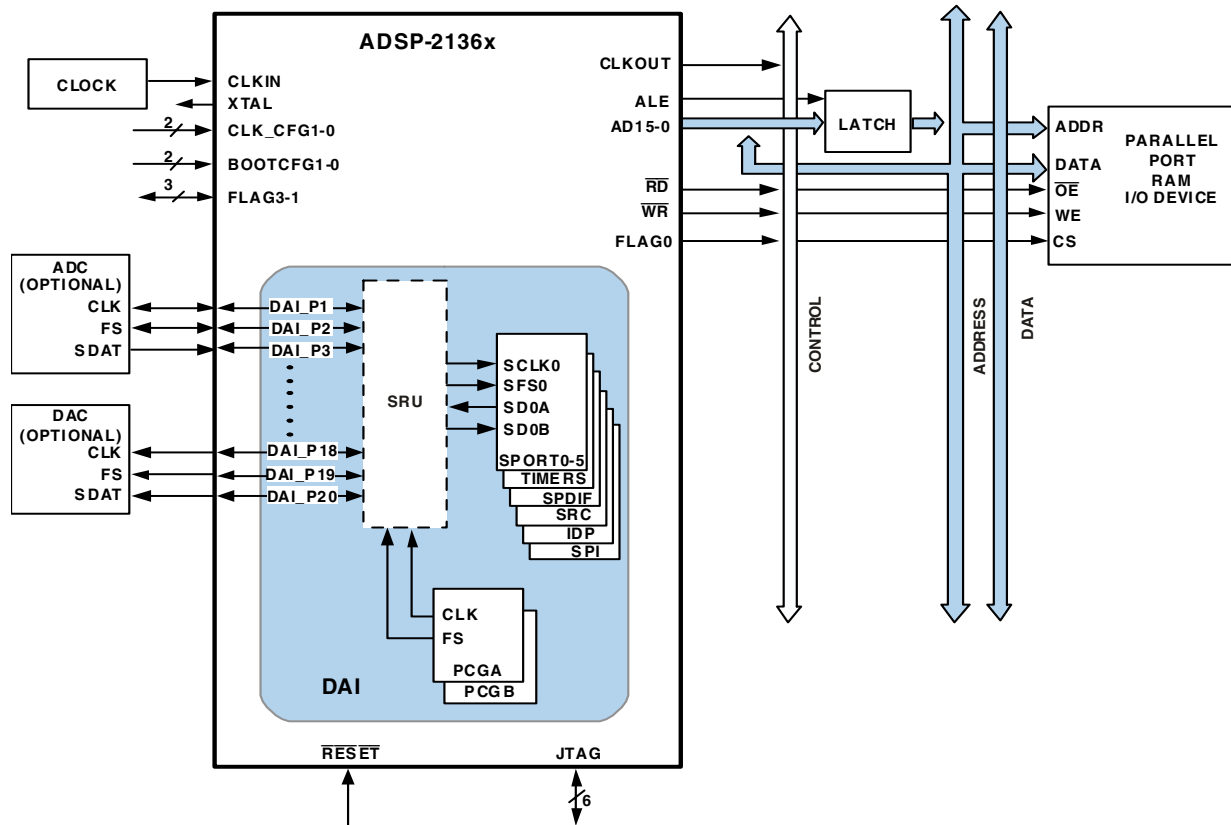 ADSP-2136x
CLOCK
CLKIN
XTAL
2
CLK_CFG1-0
2
BOOTCFG1-0
3
FLAG3-1
CLKOUT
ALE
AD15-0
RD
WR
FLAG0
LATCH
ADDR
DATA
OE
WE
CS
PARALLEL
PORT
RAM
I/O DEVICE
CONTROL
ADDRESS
DATA
ADC
(OPTIONAL)
CLK
FS
SDAT
DAC
(OPTIONAL)
CLK
FS
SDAT
DAI_P1
DAI_P2
DAI_P3
DAI_P18
DAI_P19
DAI_P20
SRU
SCLK0
SFS0
SD0A
SD0B
SPORT0-5
TIMERS
SPDIF
SRC
IDP
SPI
CLK
FS
PCGA
PCGB
DAI
RESET
JTAG
6